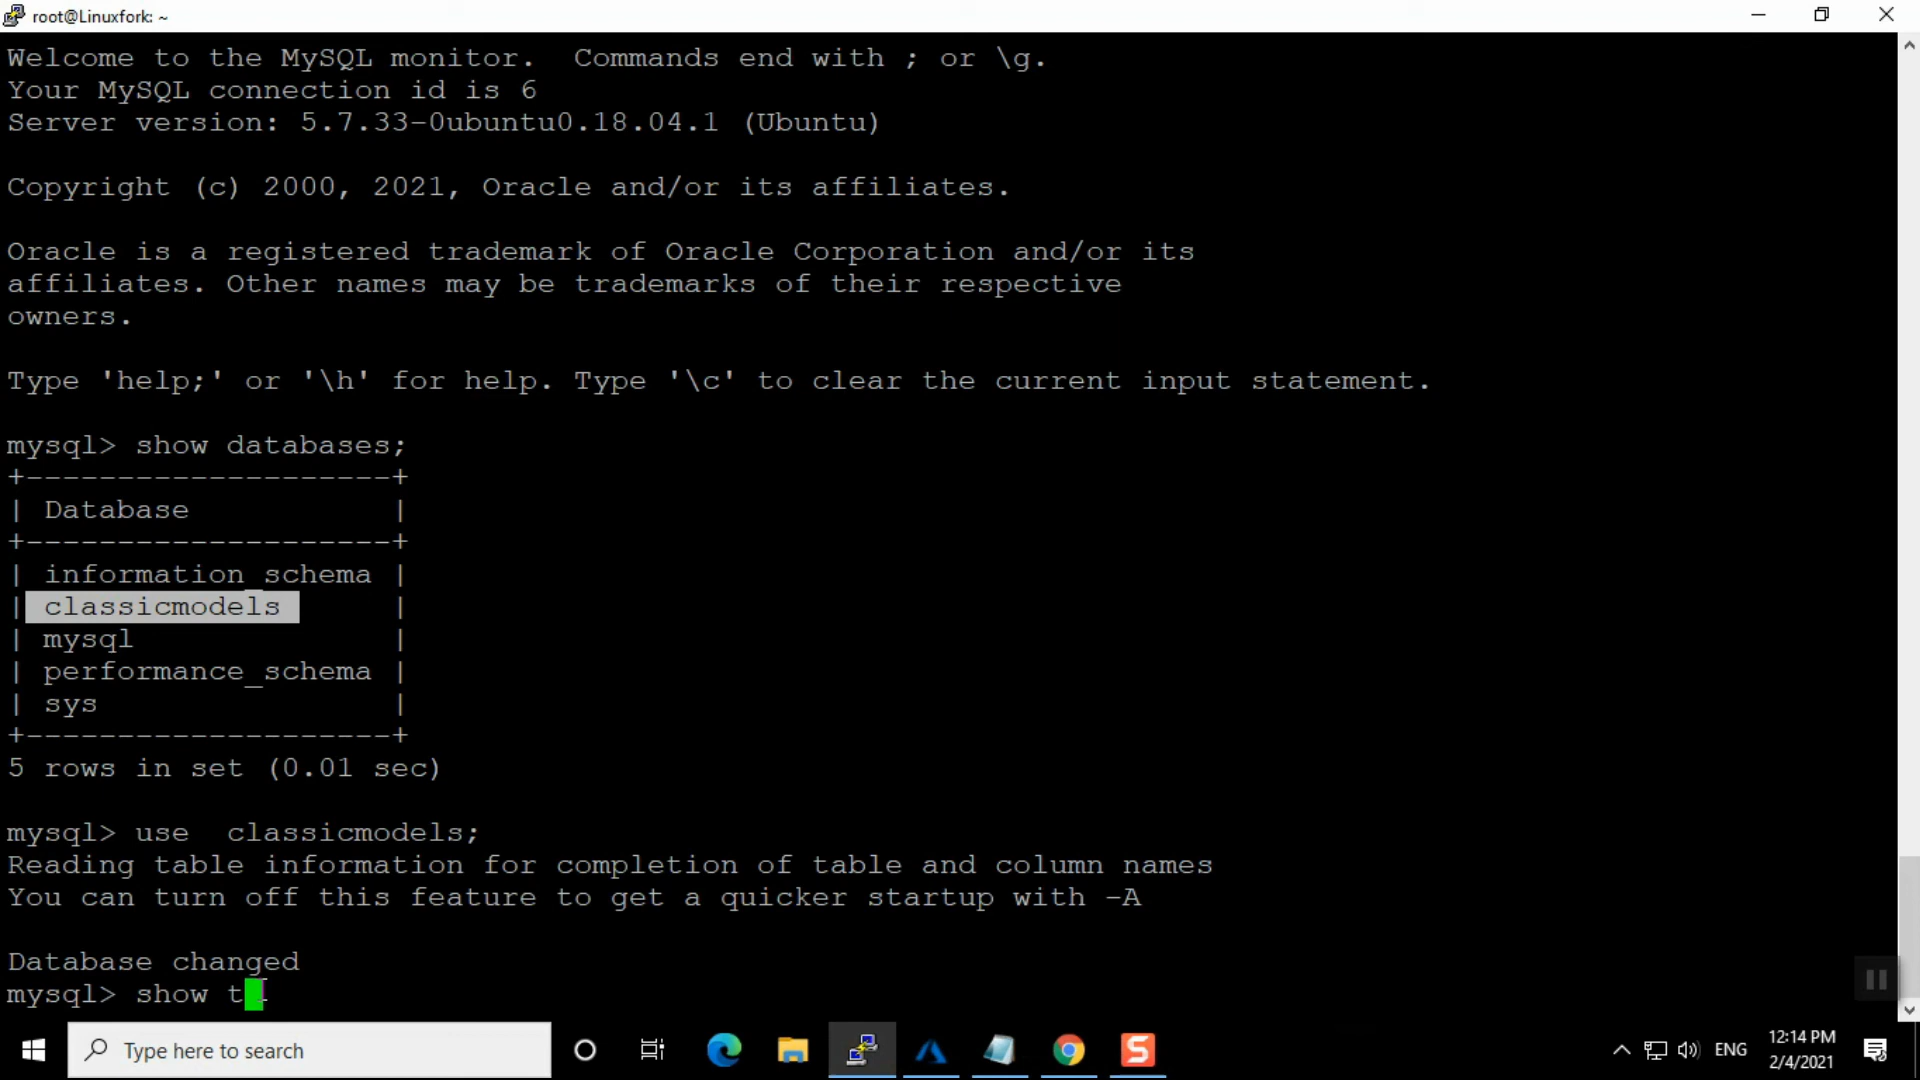 root@Linuxfork: ~
Welcome to the MySQL monitor.  Commands end with ; or \g.
Your MySQL connection id is 6
Server version: 5.7.33-0ubuntu0.18.04.1 (Ubuntu)
Copyright (c) 2000, 2021, Oracle and/or its affiliates.
Oracle is a registered trademark of Oracle Corporation and/or its
affiliates. Other names may be trademarks of their respective
owners.
Type 'help;' or '\h' for help. Type '\c' to clear the current input statement.
mysql> show databases;
+--------------------+
| Database           |
+--------------------+
| information_schema |
| classicmodels      |
| mysql              |
| performance_schema |
| sys                |
+--------------------+
5 rows in set (0.01 sec)
mysql> use  classicmodels;
Reading table information for completion of table and column names
You can turn off this feature to get a quicker startup with -A
Database changed
mysql> show t
Type here to search
ENG
12:14 PM
2/4/2021